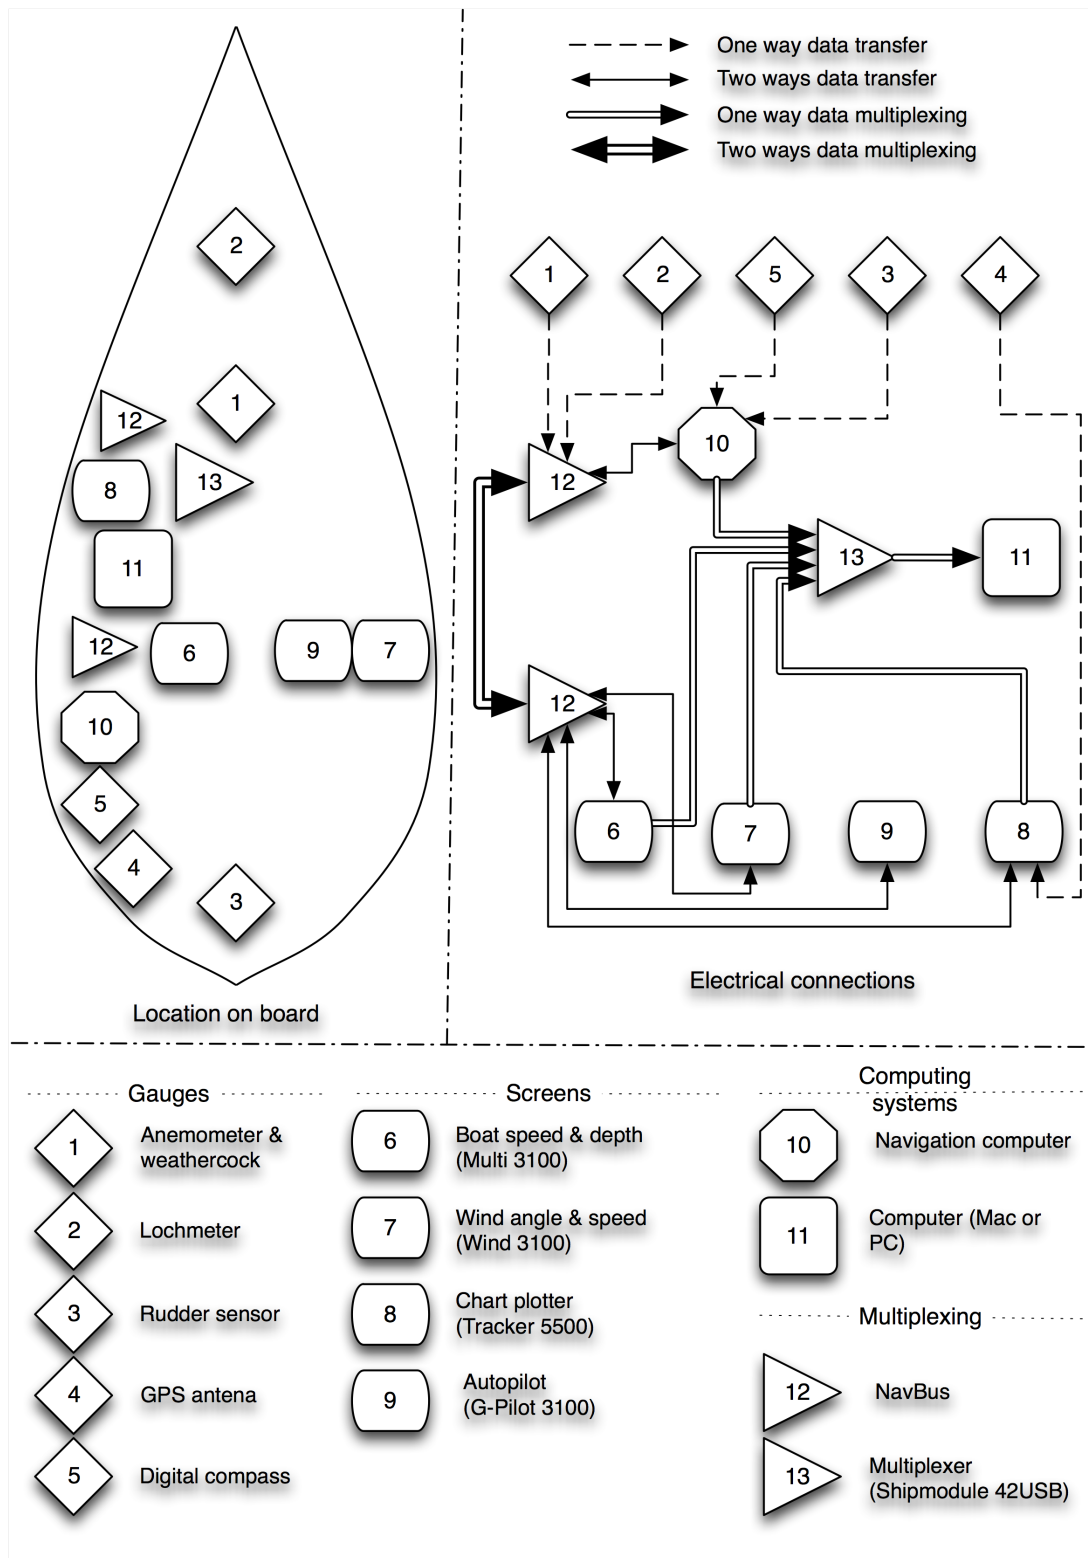 One way data transfer
Two ways data transfer
One way data multiplexing
Two ways data multiplexing
2
1
12
13
8
11
12
6
9
7
10
5
4
3
Location on board
1
2
5
3
4
10
12
13
11
12
6
7
9
8
Electrical connections
Gauges
1
Anemometer &
weathercock
2
Lochmeter
3
Rudder sensor
4
GPS antena
5
Digital compass
Screens
6
Boat speed & depth
(Multi 3100)
7
Wind angle & speed
(Wind 3100)
8
Chart plotter
(Tracker 5500)
9
Autopilot
(G-Pilot 3100)
Computing
systems
10
Navigation computer
11
Computer (Mac or
PC)
Multiplexing
12
NavBus
13
Multiplexer
(Shipmodule 42USB)